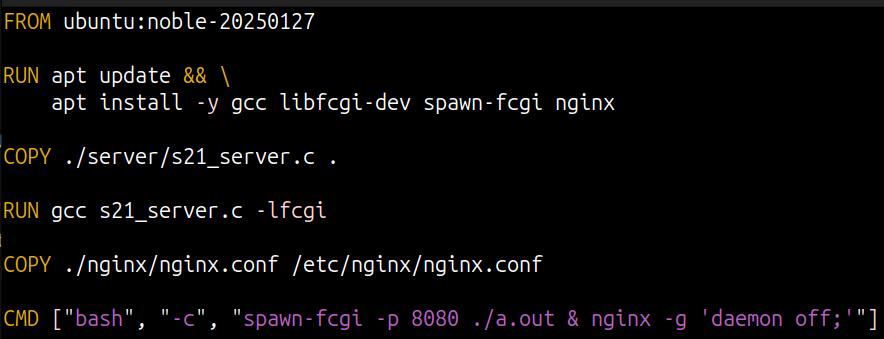 FROM ubuntu:noble-20250127
RUN apt update && \
apt install -y gcc libfcgi-dev spawn-fcgi nginx
COPY ./server/s21_server.c .
RUN gcc s21_server.c -lfcgi
COPY ./nginx/nginx.conf /etc/nginx/nginx.conf
CMD ["bash", "-c", "spawn-fcgi -p 8080 ./a.out & nginx -g 'daemon off;'"]